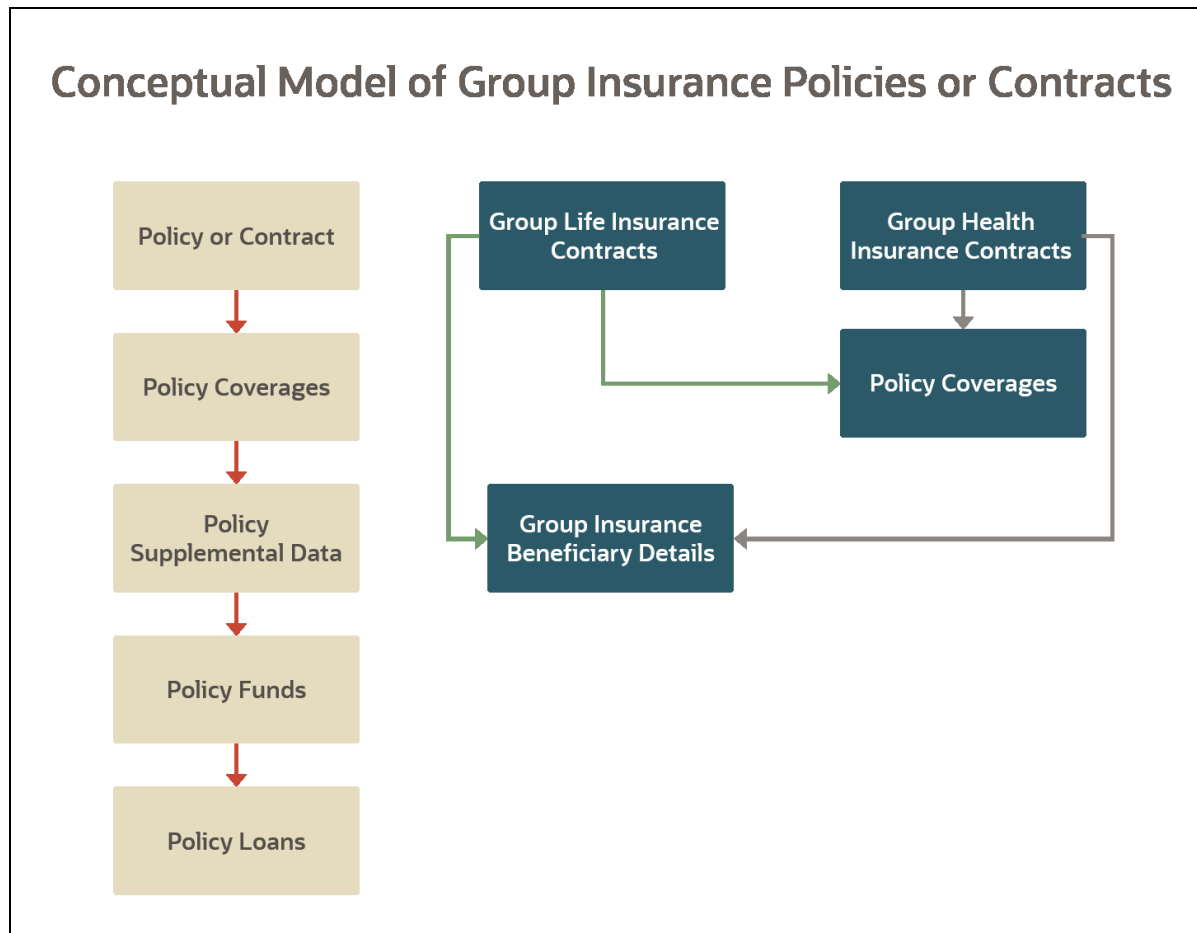 Conceptual Model of Group Insurance Policies or Contracts
Policy or Contract
Policy Coverages
Policy
Supplemental Data
Policy Funds
Policy Loans
Group Life Insurance
Contracts
Group Health
Insurance Contracts
Policy Coverages
Group Insurance
Beneficiary Details